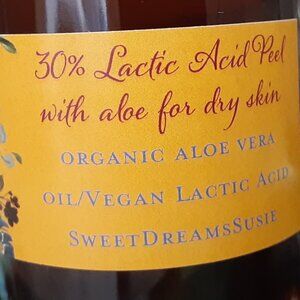 30% Lactic Acid Peel
with aloe for dry skin
ORGANIC ALOE VERA
OIL/VEGAN LACTIC ACID
SWEETDREAMSSUSIE